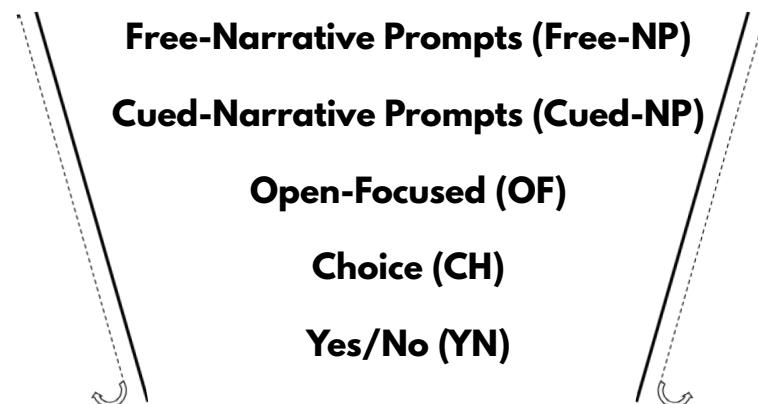 Free-Narrative Prompts (Free-NP)
Cued-Narrative Prompts (Cued-NP)
Open-Focused (OF)
Choice (CH)
Yes/No (YN)